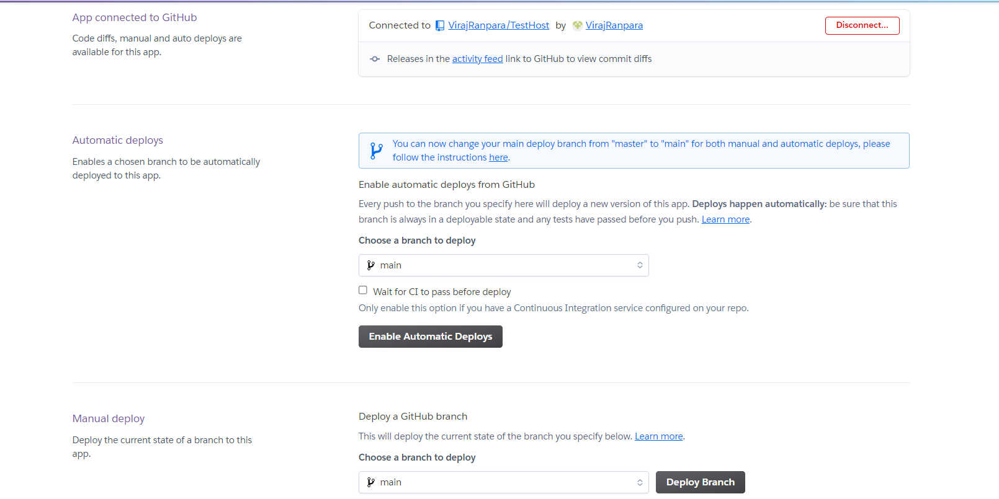 App connected to GitHub
Code diffs, manual and auto deploys are
available for this app.
Connected to VirajRanpara/TestHost by VirajRanpara
Disconnect...
Releases in the activity feed link to GitHub to view commit diffs
Automatic deploys
Enables a chosen branch to be automatically
deployed to this app.
You can now change your main deploy branch from "master" to "main" for both manual and automatic deploys, please
follow the instructions here.
Enable automatic deploys from GitHub
Every push to the branch you specify here will deploy a new version of this app. Deploys happen automatically: be sure that this
branch is always in a deployable state and any tests have passed before you push. Learn more.
Choose a branch to deploy
main
Wait for CI to pass before deploy
Only enable this option if you have a Continuous Integration service configured on your repo.
Enable Automatic Deploys
Manual deploy
Deploy the current state of a branch to this
app.
Deploy a GitHub branch
This will deploy the current state of the branch you specify below. Learn more.
Choose a branch to deploy
main
Deploy Branch